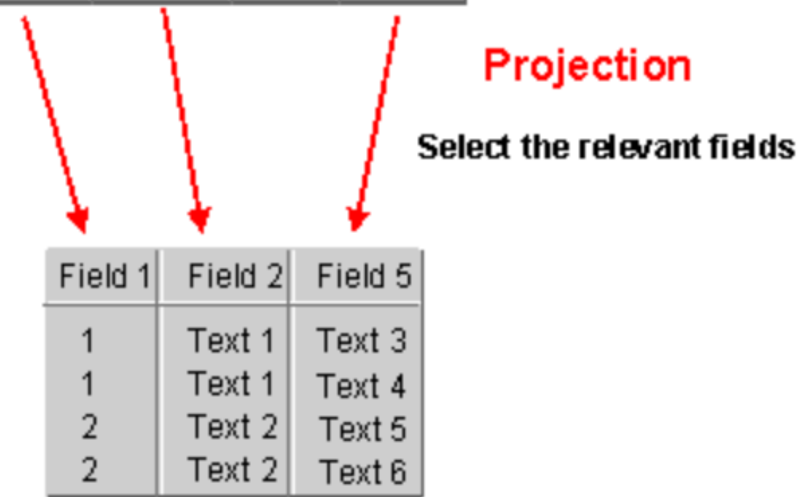 Projection
Select the relevant fields
Field 1 Field 2 Field 5
1 Text 1 Text 3
1 Text 1 Text 4
2 Text 2 Text 5
2 Text 2 Text 6